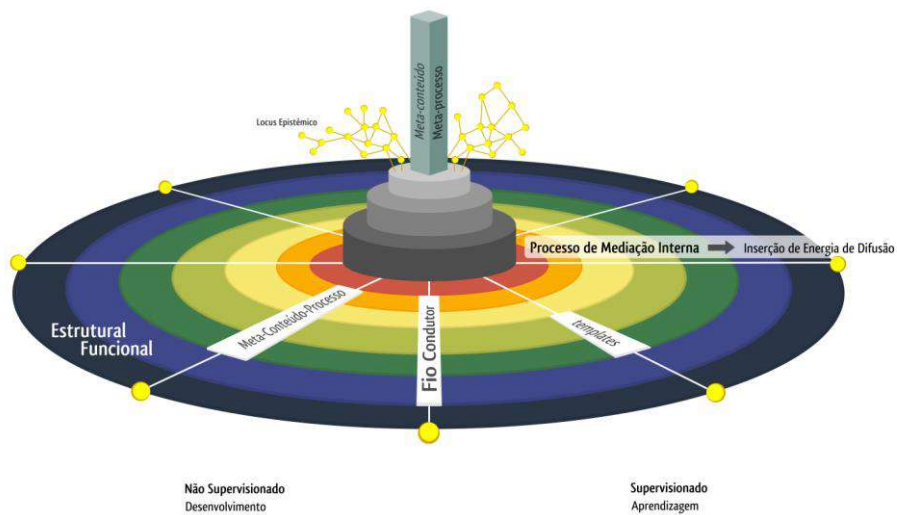 Meta-conteúdo
Meta-processo
Locus Epistêmico
Processo de Mediação Interna
Inserção de Energia de Difusão
Meta-Conteúdo-Processo
Fio Condutor
templates
Estrutural
Funcional
Não Supervisionado
Desenvolvimento
Supervisionado
Aprendizagem